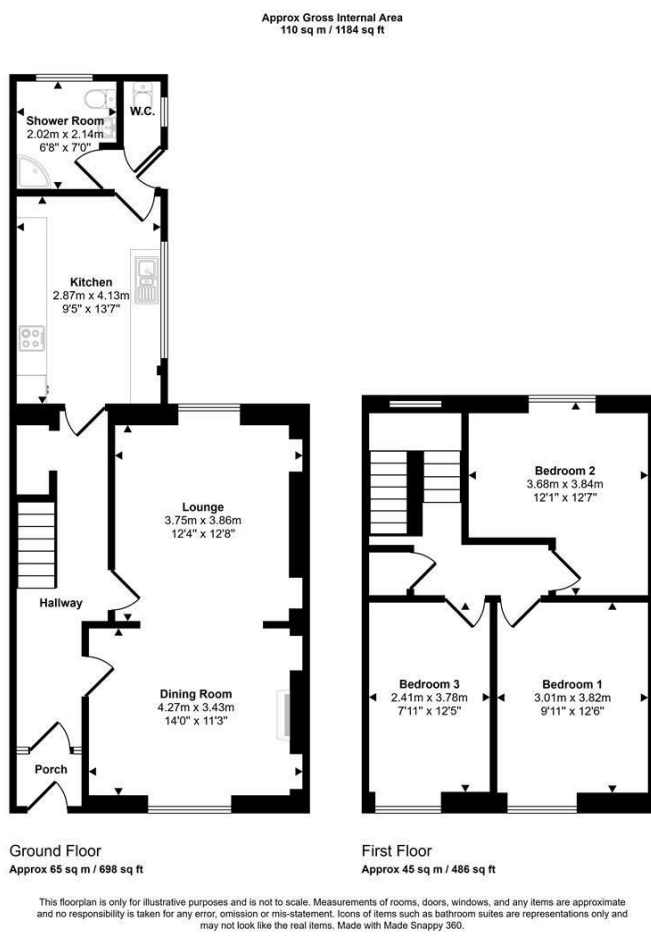 Approx Gross Internal Area
110 sq m / 1184 sq ft
Shower Room
2.02m x 2.14m
6'8" x 7'0"
W.C.
Kitchen
2.87m x 4.13m
9'5" x 13'7"
Lounge
3.75m x 3.86m
12'4" x 12'8"
Hallway
Dining Room
4.27m x 3.43m
14'0" x 11'3"
Porch
Bedroom 2
3.68m x 3.84m
12'1" x 12'7"
Bedroom 3
2.41m x 3.78m
7'11" x 12'5"
Bedroom 1
3.01m x 3.82m
9'11" x 12'6"
Ground Floor
Approx 65 sq m / 698 sq ft
First Floor
Approx 45 sq m / 486 sq ft
This floorplan is only for illustrative purposes and is not to scale. Measurements of rooms, doors, windows, and any items are approximate
and no responsibility is taken for any error, omission or mis-statement. Icons of items such as bathroom suites are representations only and
may not look like the real items. Made with Made Snappy 360.